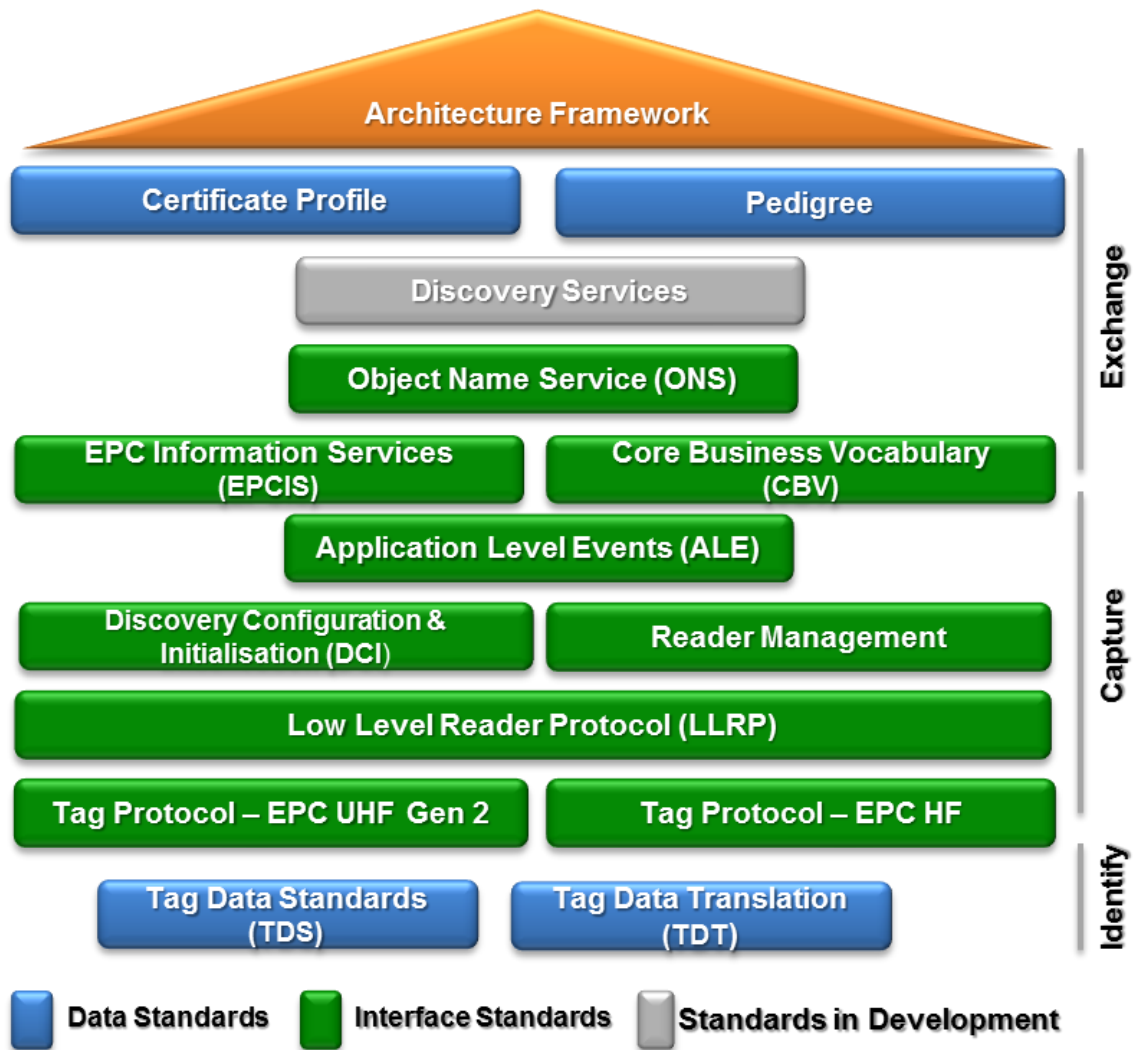 Architecture Framework
Certificate Profile
Pedigree
Discovery Services
Object Name Service (ONS)
EPC Information Services
(EPCIS)
Core Business Vocabulary
(CBV)
Exchange
Application Level Events (ALE)
Discovery Configuration &
Initialisation (DCI)
Reader Management
Low Level Reader Protocol (LLRP)
Tag Protocol – EPC UHF Gen 2
Tag Protocol – EPC HF
Capture
Tag Data Standards
(TDS)
Tag Data Translation
(TDT)
Identify
Data Standards
Interface Standards
Standards in Development